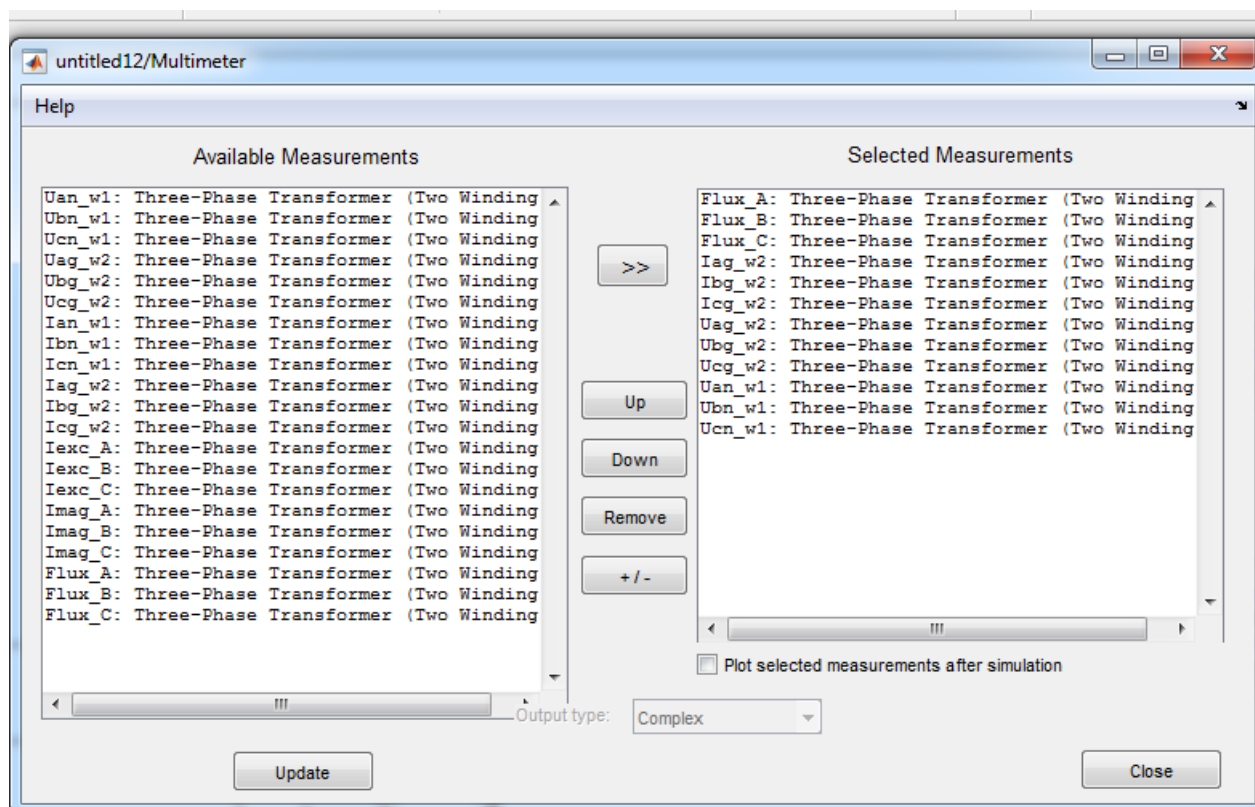 untitled12/Multimeter
Help
Available Measurements
Uan_w1: Three-Phase Transformer (Two Winding
Ubn_w1: Three-Phase Transformer (Two Winding
Ucn_w1: Three-Phase Transformer (Two Winding
Uag_w2: Three-Phase Transformer (Two Winding
Ubg_w2: Three-Phase Transformer (Two Winding
Ucg_w2: Three-Phase Transformer (Two Winding
Ian_w1: Three-Phase Transformer (Two Winding
Ibn_w1: Three-Phase Transformer (Two Winding
Icn_w1: Three-Phase Transformer (Two Winding
Iag_w2: Three-Phase Transformer (Two Winding
Ibg_w2: Three-Phase Transformer (Two Winding
Icg_w2: Three-Phase Transformer (Two Winding
Iexc_A: Three-Phase Transformer (Two Winding
Iexc_B: Three-Phase Transformer (Two Winding
Iexc_C: Three-Phase Transformer (Two Winding
Imag_A: Three-Phase Transformer (Two Winding
Imag_B: Three-Phase Transformer (Two Winding
Imag_C: Three-Phase Transformer (Two Winding
Flux_A: Three-Phase Transformer (Two Winding
Flux_B: Three-Phase Transformer (Two Winding
Flux_C: Three-Phase Transformer (Two Winding
>>
Up
Down
Remove
+ / -
Selected Measurements
Flux_A: Three-Phase Transformer (Two Winding
Flux_B: Three-Phase Transformer (Two Winding
Flux_C: Three-Phase Transformer (Two Winding
Iag_w2: Three-Phase Transformer (Two Winding
Ibg_w2: Three-Phase Transformer (Two Winding
Icg_w2: Three-Phase Transformer (Two Winding
Uag_w2: Three-Phase Transformer (Two Winding
Ubg_w2: Three-Phase Transformer (Two Winding
Ucg_w2: Three-Phase Transformer (Two Winding
Uan_w1: Three-Phase Transformer (Two Winding
Ubn_w1: Three-Phase Transformer (Two Winding
Ucn_w1: Three-Phase Transformer (Two Winding
Plot selected measurements after simulation
Output type: Complex
Update
Close